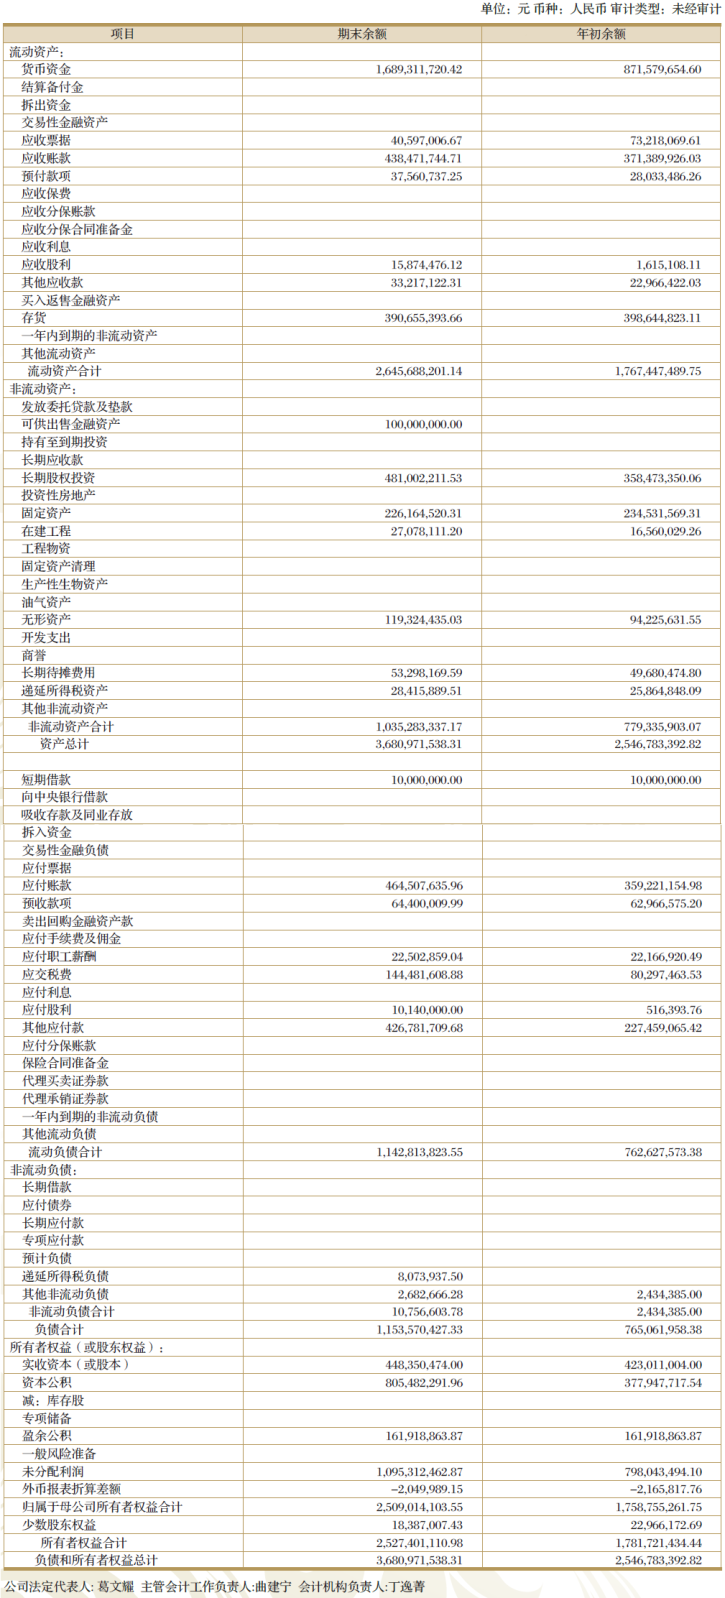 单位：元 币种：人民币 审计类型：未经审计
项目 期末余额 年初余额
流动资产：
货币资金 1,689,311,720.42 871,579,654.60
结算备付金
拆出资金
交易性金融资产
应收票据 40,597,006.67 73,218,069.61
应收账款 438,471,744.71 371,389,926.03
预付款项 37,560,737.25 28,033,486.26
应收保费
应收分保账款
应收分保合同准备金
应收利息
应收股利 15,874,476.12 1,615,108.11
其他应收款 33,217,122.31 22,966,422.03
买入返售金融资产
存货 390,655,393.66 398,644,823.11
一年内到期的非流动资产
其他流动资产
流动资产合计 2,645,688,201.14 1,767,447,489.75
非流动资产：
发放委托贷款及垫款
可供出售金融资产 100,000,000.00
持有至到期投资
长期应收款
长期股权投资 481,002,211.53 358,473,350.06
投资性房地产
固定资产 226,164,520.31 234,531,569.31
在建工程 27,078,111.20 16,560,029.26
工程物资
固定资产清理
生产性生物资产
油气资产
无形资产 119,324,435.03 94,225,631.55
开发支出
商誉
长期待摊费用 53,298,169.59 49,680,474.80
递延所得税资产 28,415,889.51 25,864,848.09
其他非流动资产
非流动资产合计 1,035,283,337.17 779,335,903.07
资产总计 3,680,971,538.31 2,546,783,392.82
短期借款 10,000,000.00 10,000,000.00
向中央银行借款
吸收存款及同业存放
拆入资金
交易性金融负债
应付票据
应付账款 464,507,635.96 359,221,154.98
预收款项 64,400,009.99 62,966,575.20
卖出回购金融资产款
应付手续费及佣金
应付职工薪酬 22,502,859.04 22,166,920.49
应交税费 144,481,608.88 80,297,463.53
应付利息
应付股利 10,140,000.00 516,393.76
其他应付款 426,781,709.68 227,459,065.42
应付分保账款
保险合同准备金
代理买卖证券款
代理承销证券款
一年内到期的非流动负债
其他流动负债
流动负债合计 1,142,813,823.55 762,627,573.38
非流动负债：
长期借款
应付债券
长期应付款
专项应付款
预计负债
递延所得税负债 8,073,937.50
其他非流动负债 2,682,666.28 2,434,385.00
非流动负债合计 10,756,603.78 2,434,385.00
负债合计 1,153,570,427.33 765,061,958.38
所有者权益（或股东权益）：
实收资本（或股本） 448,350,474.00 423,011,004.00
资本公积 805,482,291.96 377,947,717.54
减：库存股
专项储备
盈余公积 161,918,863.87 161,918,863.87
一般风险准备
未分配利润 1,095,312,462.87 798,043,494.10
外币报表折算差额 -2,049,989.15 -2,165,817.76
归属于母公司所有者权益合计 2,509,014,103.55 1,758,755,261.75
少数股东权益 18,387,007.43 22,966,172.69
所有者权益合计 2,527,401,110.98 1,781,721,434.44
负债和所有者权益总计 3,680,971,538.31 2,546,783,392.82
公司法定代表人: 葛文耀 主管会计工作负责人:曲建宁 会计机构负责人:丁逸菁